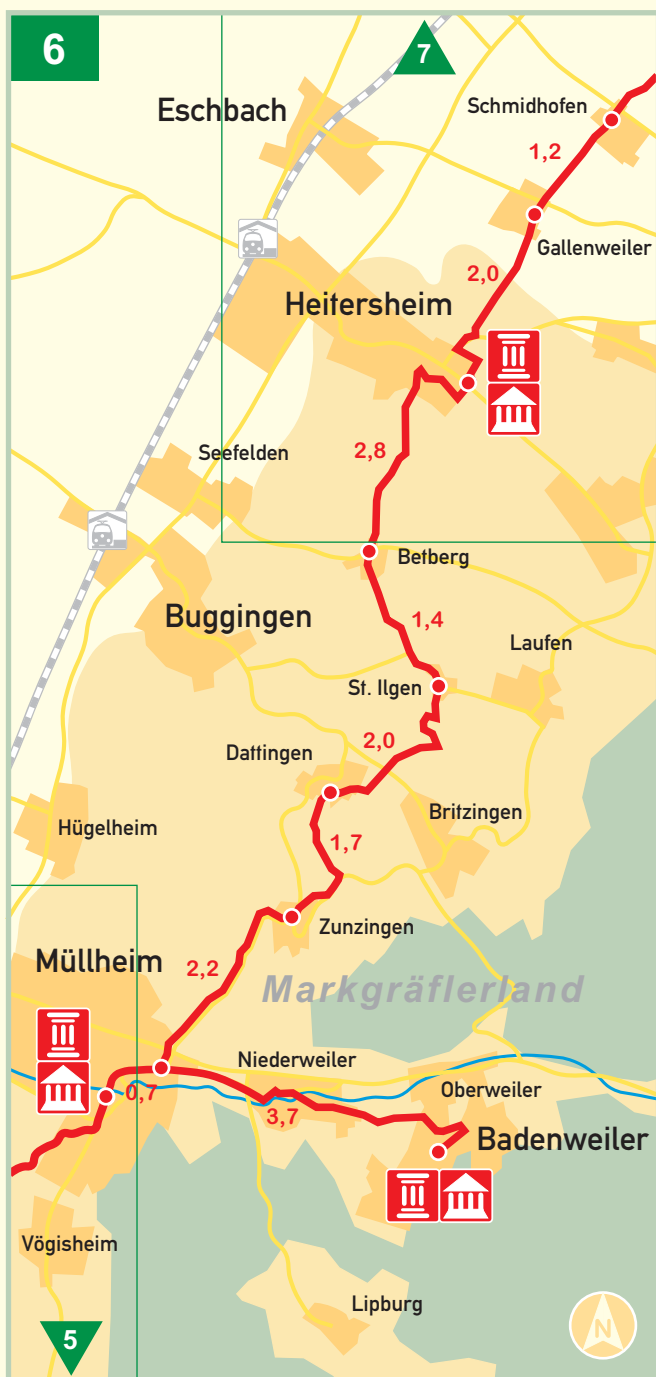 6
7
Eschbach
Schmidhofen
1,2
Gallenweiler
2,0
Heitersheim
2,8
Seefelden
Betberg
Buggingen
1,4
Laufen
St. Ilgen
2,0
Dattingen
Britzingen
Hügelheim
1,7
Zunzingen
Müllheim
2,2
Markgräflerland
Niederweiler
Oberweiler
0,7
3,7
Badenweiler
Vögisheim
Lipburg
N
5